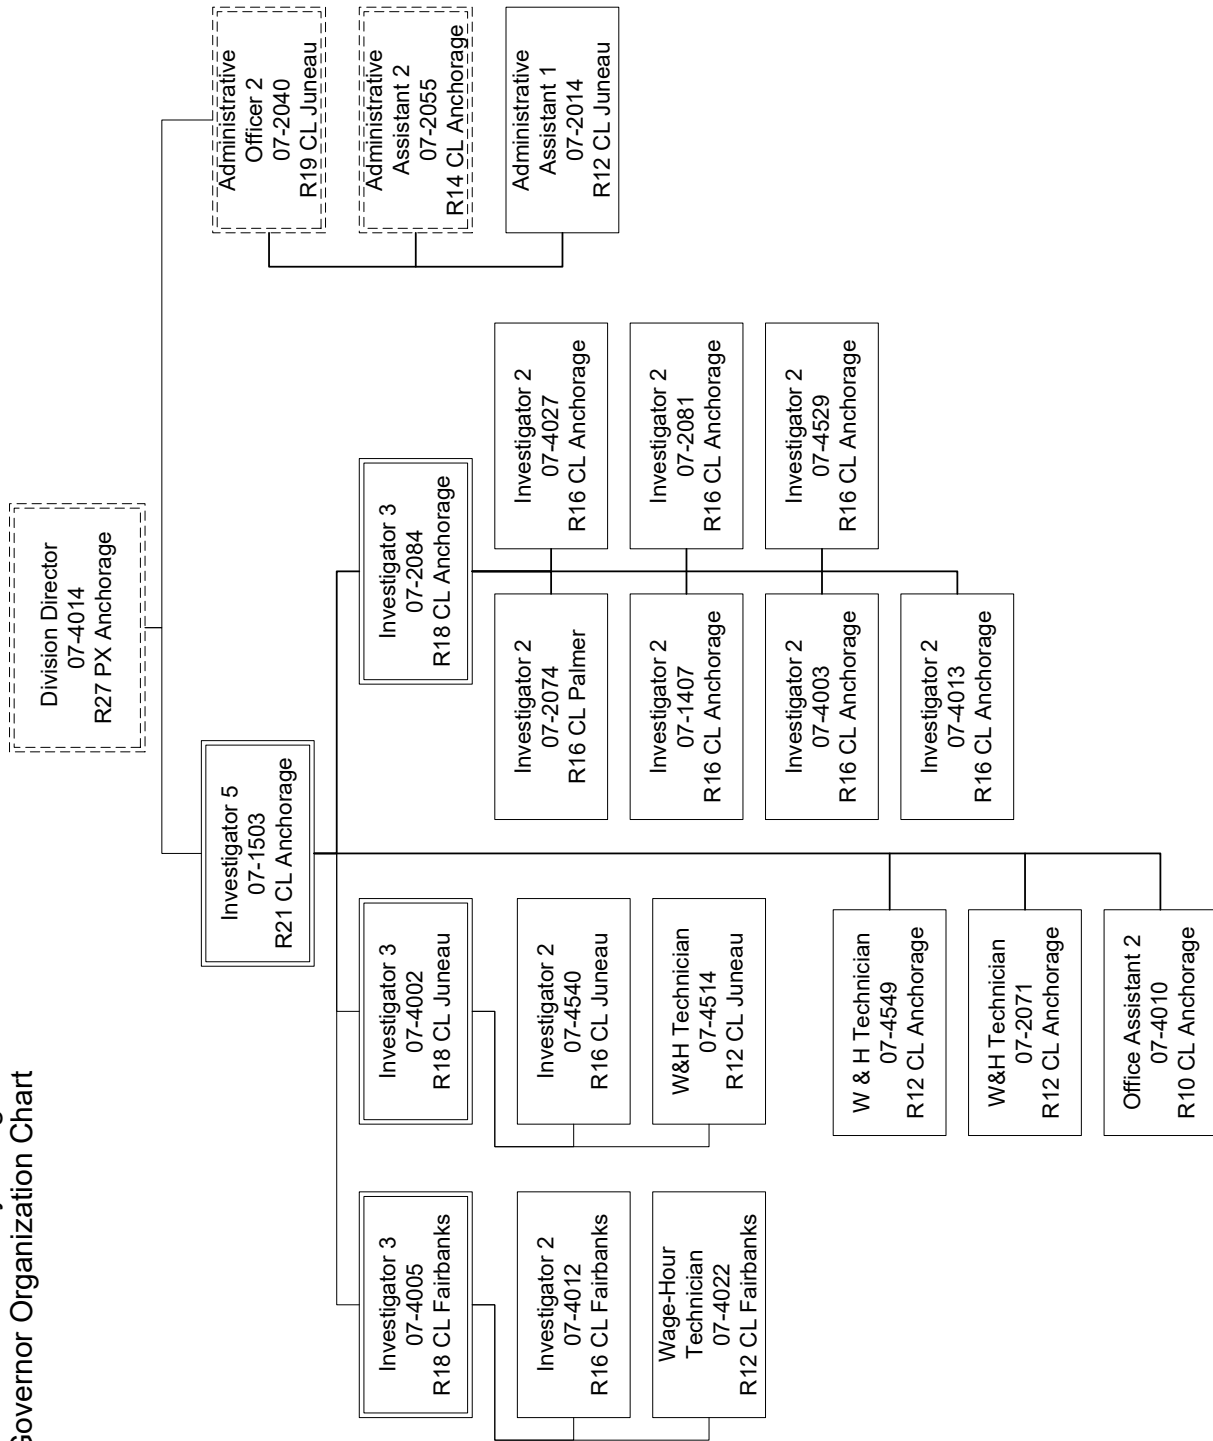 Governor Organization Chart
Division Director
07-4014
R27 PX Anchorage
Investigator 5
07-1503
R21 CL Anchorage
Administrative
Officer 2
07-2040
R19 CL Juneau
Administrative
Assistant 2
07-2055
R14 CL Anchorage
Administrative
Assistant 1
07-2014
R12 CL Juneau
Investigator 3
07-4005
R18 CL Fairbanks
Investigator 3
07-4002
R18 CL Juneau
Investigator 3
07-2084
R18 CL Anchorage
Investigator 2
07-4012
R16 CL Fairbanks
Wage-Hour
Technician
07-4022
R12 CL Fairbanks
Investigator 2
07-4540
R16 CL Juneau
W&H Technician
07-4514
R12 CL Juneau
Investigator 2
07-2074
R16 CL Palmer
Investigator 2
07-4027
R16 CL Anchorage
Investigator 2
07-1407
R16 CL Anchorage
Investigator 2
07-2081
R16 CL Anchorage
Investigator 2
07-4003
R16 CL Anchorage
Investigator 2
07-4529
R16 CL Anchorage
Investigator 2
07-4013
R16 CL Anchorage
W & H Technician
07-4549
R12 CL Anchorage
W&H Technician
07-2071
R12 CL Anchorage
Office Assistant 2
07-4010
R10 CL Anchorage